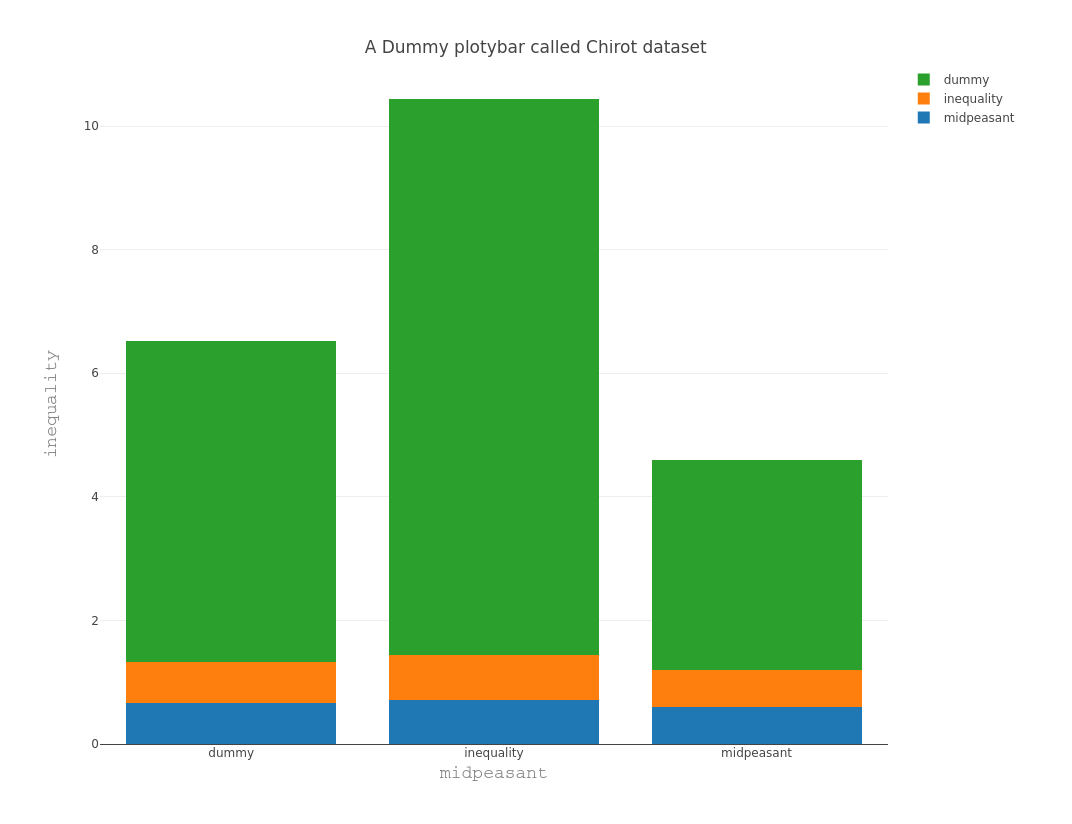 A Dummy plotybar called Chirot dataset
dummy
inequality
midpeasant
10
8
6
4
2
0
inequality
dummy
inequality
midpeasant
midpeasant